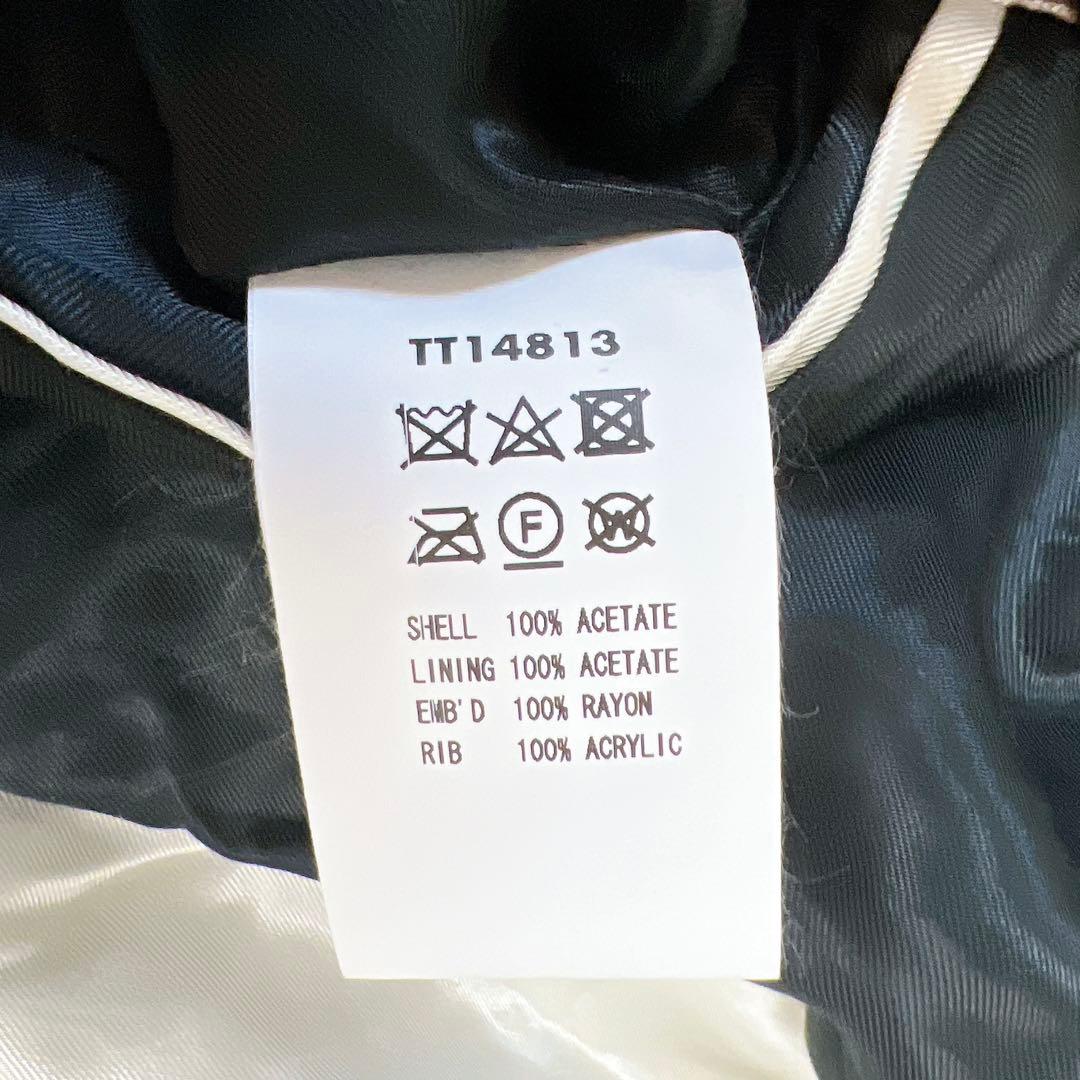 TT14813
F
W
SHELL 100% ACETATE
LINING 100% ACETATE
EMB'D 100% RAYON
RIB 100% ACRYLIC